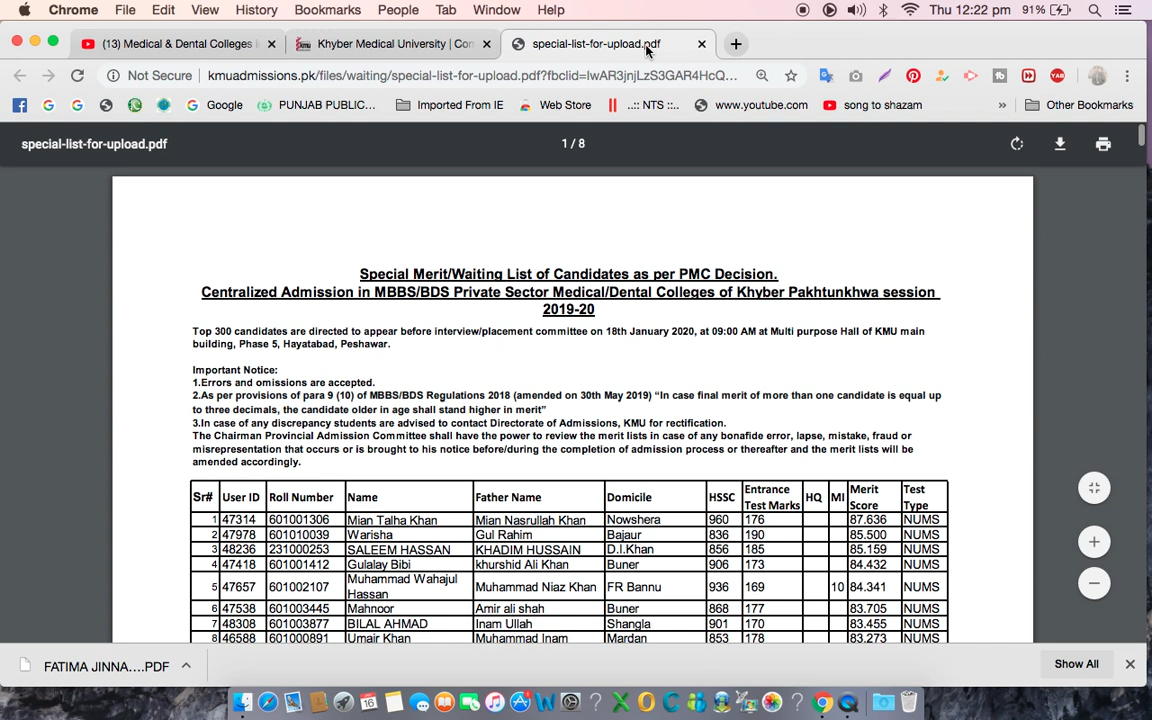 Chrome File Edit View History Bookmarks People Tab Window Help Thu 12:22 pm 91%
(13) Medical & Dental Colleges i Khyber Medical University | Con special-list-for-upload.pdf
Not Secure kmuadmissions.pk/files/waiting/special-list-for-upload.pdf?fbclid=IwAR3jnjLzS3GAR4HcQ...
Google PUNJAB PUBLIC... Imported From IE Web Store ..:: NTS ::.. www.youtube.com song to shazam » Other Bookmarks
special-list-for-upload.pdf 1 / 8
Special Merit/Waiting List of Candidates as per PMC Decision.
Centralized Admission in MBBS/BDS Private Sector Medical/Dental Colleges of Khyber Pakhtunkhwa session
2019-20
Top 300 candidates are directed to appear before interview/placement committee on 18th January 2020, at 09:00 AM at Multi purpose Hall of KMU main
building, Phase 5, Hayatabad, Peshawar.
Important Notice:
1.Errors and omissions are accepted.
2.As per provisions of para 9 (10) of MBBS/BDS Regulations 2018 (amended on 30th May 2019) “In case final merit of more than one candidate is equal up
to three decimals, the candidate older in age shall stand higher in merit”
3.In case of any discrepancy students are advised to contact Directorate of Admissions, KMU for rectification.
The Chairman Provincial Admission Committee shall have the power to review the merit lists in case of any bonafide error, lapse, mistake, fraud or
misrepresentation that occurs or is brought to his notice before/during the completion of admission process or thereafter and the merit lists will be
amended accordingly.
Sr# User ID Roll Number Name Father Name Domicile HSSC Entrance Test Marks HQ MI Merit Score Test Type
1 47314 601001306 Mian Talha Khan Mian Nasrullah Khan Nowshera 960 176 87.636 NUMS
2 47978 601010039 Warisha Gul Rahim Bajaur 836 190 85.500 NUMS
3 48236 231000253 SALEEM HASSAN KHADIM HUSSAIN D.I.Khan 856 185 85.159 NUMS
4 47418 601001412 Gulalay Bibi khurshid Ali Khan Buner 906 173 84.432 NUMS
5 47657 601002107 Muhammad Wahajul Hassan Muhammad Niaz Khan FR Bannu 936 169 10 84.341 NUMS
6 47538 601003445 Mahnoor Amir ali shah Buner 868 177 83.705 NUMS
7 48308 601003877 BILAL AHMAD Inam Ullah Shangla 901 170 83.455 NUMS
8 46588 601000891 Umair Khan Muhammad Inam Mardan 853 178 83.273 NUMS
FATIMA JINNA....PDF Show All